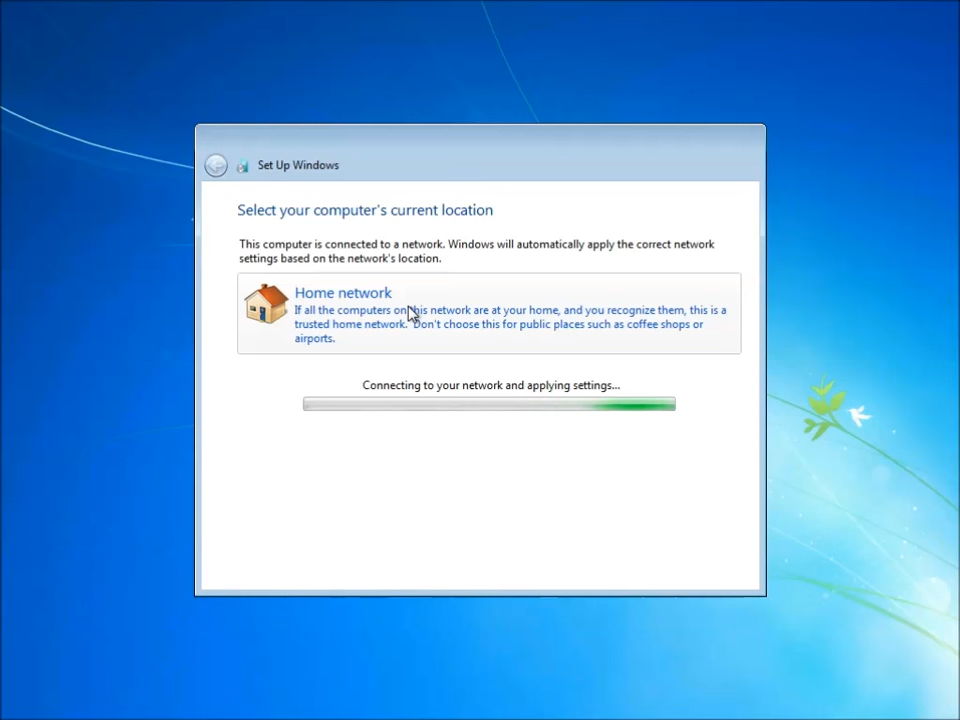 Set Up Windows
Select your computer's current location
This computer is connected to a network. Windows will automatically apply the correct network
settings based on the network's location.
Home network
If all the computers on this network are at your home, and you recognize them, this is a
trusted home network. Don't choose this for public places such as coffee shops or
airports.
Connecting to your network and applying settings...